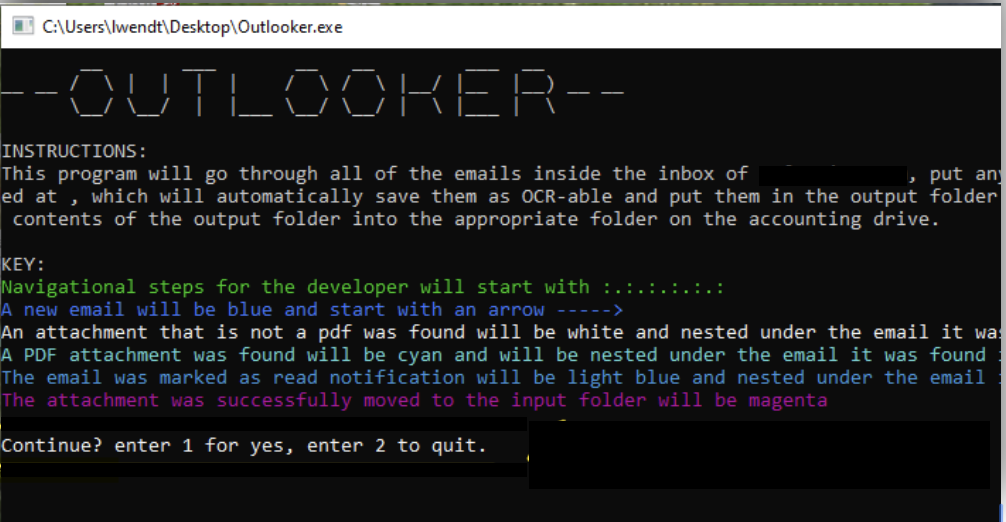 C:\Users\lwendt\Desktop\Outlooker.exe
--OUTLOOKER--
INSTRUCTIONS:
This program will go through all of the emails inside the inbox of , put any
ed at , which will automatically save them as OCR-able and put them in the output folder
contents of the output folder into the appropriate folder on the accounting drive.
KEY:
Navigational steps for the developer will start with :.:.:.:.:.:
A new email will be blue and start with an arrow ----->
An attachment that is not a pdf was found will be white and nested under the email it was
A PDF attachment was found will be cyan and will be nested under the email it was found
The email was marked as read notification will be light blue and nested under the email
The attachment was successfully moved to the input folder will be magenta
Continue? enter 1 for yes, enter 2 to quit.